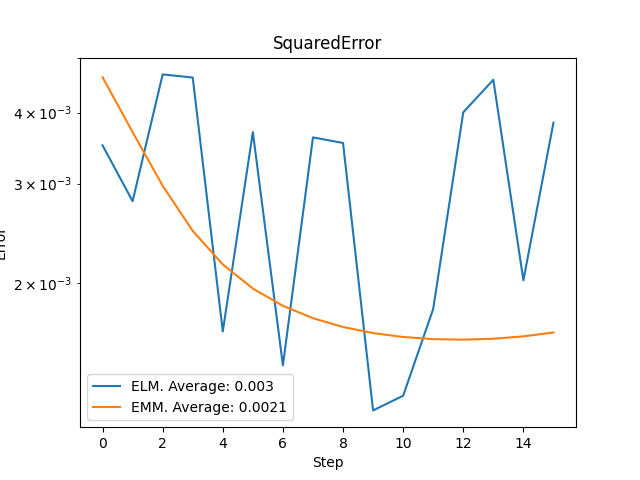 SquaredError
4 × 10⁻³
3 × 10⁻³
2 × 10⁻³
Error
ELM. Average: 0.003
EMM. Average: 0.0021
0 2 4 6 8 10 12 14
Step